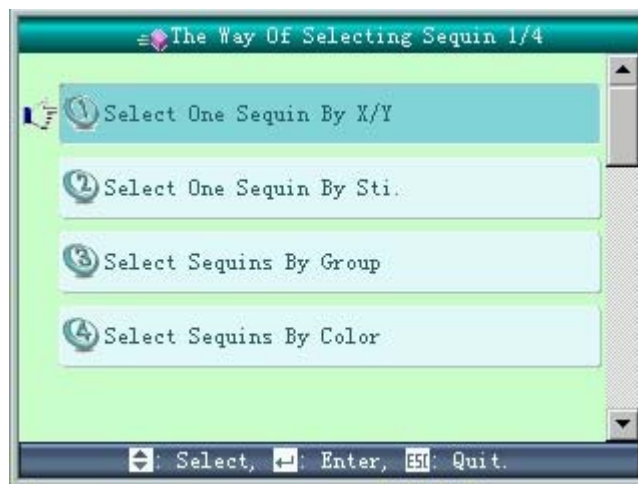 The Way Of Selecting Sequin 1/4
1 Select One Sequin By X/Y
2 Select One Sequin By Sti.
3 Select Sequins By Group
4 Select Sequins By Color
: Select, : Enter, ESC: Quit.